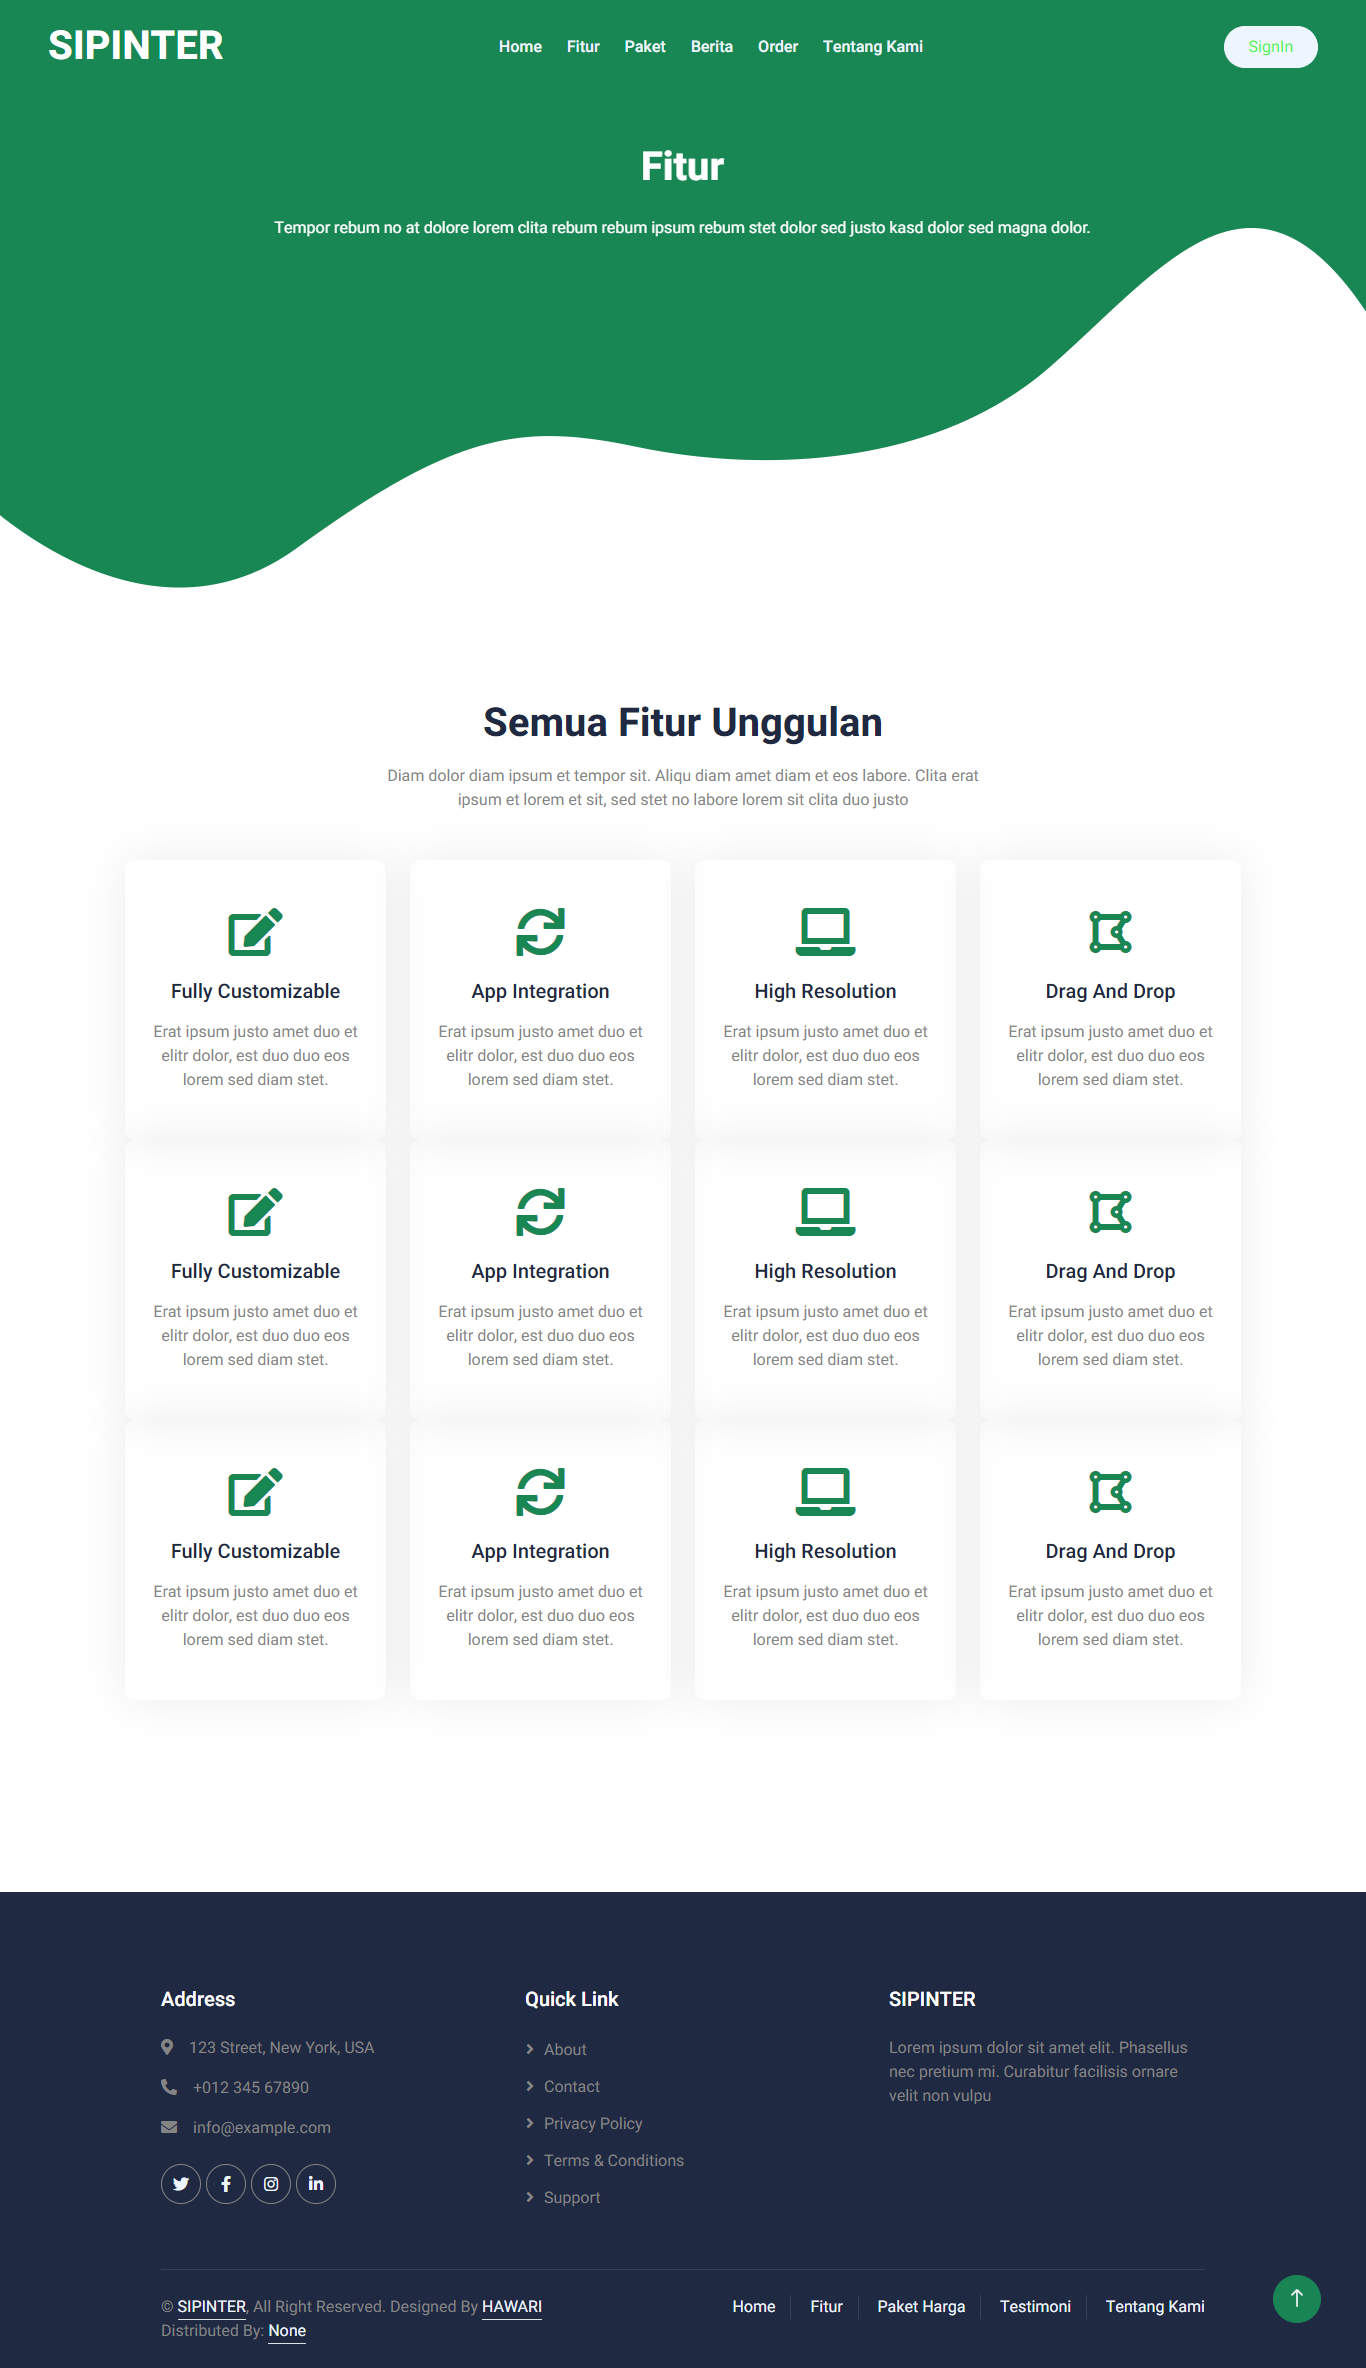 SIPINTER
Home Fitur Paket Berita Order Tentang Kami
SignIn
Fitur
Tempor rebum no at dolore lorem clita rebum rebum ipsum rebum stet dolor sed justo kasd dolor sed magna dolor.
Semua Fitur Unggulan
Diam dolor diam ipsum et tempor sit. Aliqu diam amet diam et eos labore. Clita erat
ipsum et lorem et sit, sed stet no labore lorem sit clita duo justo
Fully Customizable
Erat ipsum justo amet duo et
elitr dolor, est duo duo eos
lorem sed diam stet.
App Integration
Erat ipsum justo amet duo et
elitr dolor, est duo duo eos
lorem sed diam stet.
High Resolution
Erat ipsum justo amet duo et
elitr dolor, est duo duo eos
lorem sed diam stet.
Drag And Drop
Erat ipsum justo amet duo et
elitr dolor, est duo duo eos
lorem sed diam stet.
Fully Customizable
Erat ipsum justo amet duo et
elitr dolor, est duo duo eos
lorem sed diam stet.
App Integration
Erat ipsum justo amet duo et
elitr dolor, est duo duo eos
lorem sed diam stet.
High Resolution
Erat ipsum justo amet duo et
elitr dolor, est duo duo eos
lorem sed diam stet.
Drag And Drop
Erat ipsum justo amet duo et
elitr dolor, est duo duo eos
lorem sed diam stet.
Fully Customizable
Erat ipsum justo amet duo et
elitr dolor, est duo duo eos
lorem sed diam stet.
App Integration
Erat ipsum justo amet duo et
elitr dolor, est duo duo eos
lorem sed diam stet.
High Resolution
Erat ipsum justo amet duo et
elitr dolor, est duo duo eos
lorem sed diam stet.
Drag And Drop
Erat ipsum justo amet duo et
elitr dolor, est duo duo eos
lorem sed diam stet.
Address
123 Street, New York, USA
+012 345 67890
info@example.com
Quick Link
About
Contact
Privacy Policy
Terms & Conditions
Support
SIPINTER
Lorem ipsum dolor sit amet elit. Phasellus
nec pretium mi. Curabitur facilisis ornare
velit non vulpu
© SIPINTER, All Right Reserved. Designed By HAWARI
Distributed By: None
Home Fitur Paket Harga Testimoni Tentang Kami